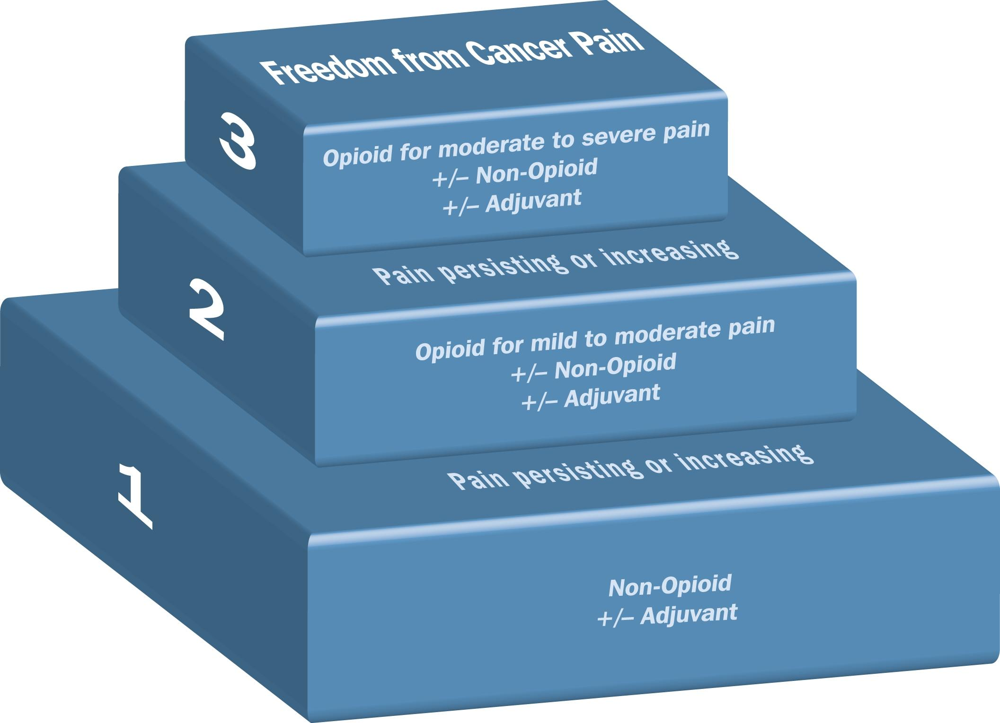 Freedom from Cancer Pain
3
Opioid for moderate to severe pain
+/– Non-Opioid
+/– Adjuvant
Pain persisting or increasing
2
Opioid for mild to moderate pain
+/– Non-Opioid
+/– Adjuvant
Pain persisting or increasing
1
Non-Opioid
+/– Adjuvant